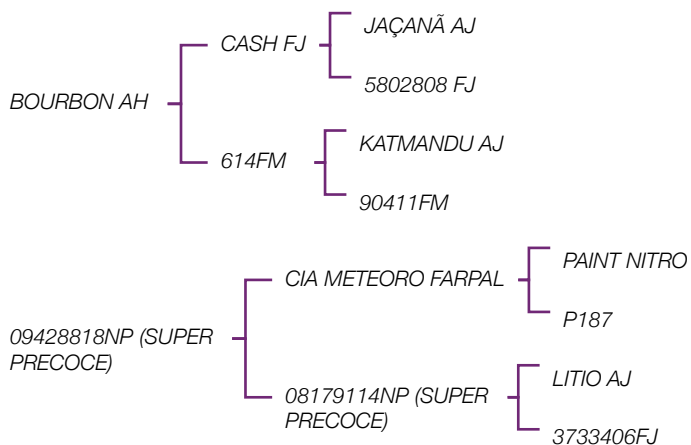 JAÇANÃ AJ
CASH FJ
5802808 FJ
BOURBON AH
KATMANDU AJ
614FM
90411FM
PAINT NITRO
CIA METEORO FARPAL
P187
09428818NP (SUPER
PRECOCE)
LITIO AJ
08179114NP (SUPER
PRECOCE)
3733406FJ